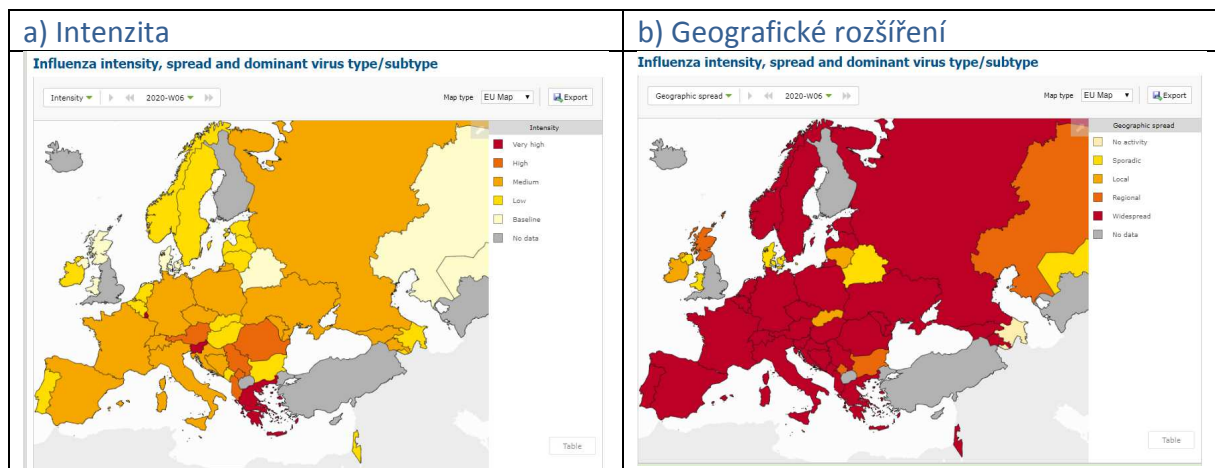 a) Intenzita
Influenza intensity, spread and dominant virus type/subtype
Intensity 2020-W06 Map type EU Map Export
Intensity
Very high
High
Medium
Low
Baseline
No data
Table
b) Geografické rozšíření
Influenza intensity, spread and dominant virus type/subtype
Geographic spread 2020-W06 Map type EU Map Export
Geographic spread
No activity
Sporadic
Local
Regional
Widespread
No data
Table